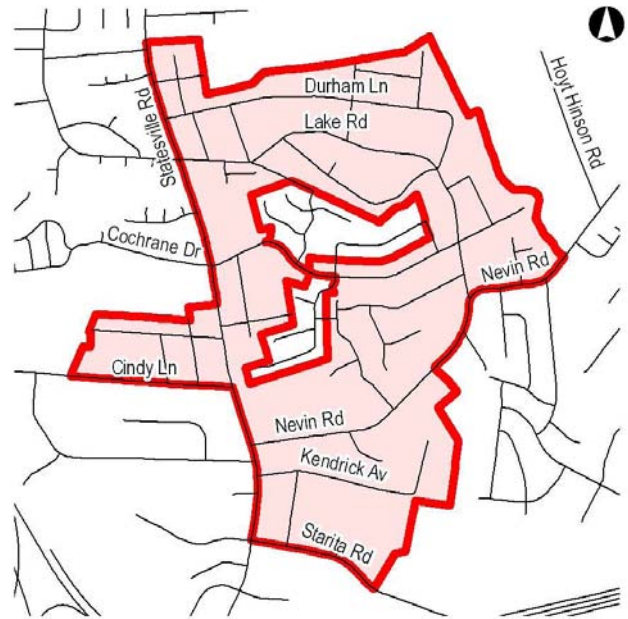 Durham Ln
Hoyt Hinson Rd
Lake Rd
Statesville Rd
Cochrane Dr
Nevin Rd
Cindy Ln
Nevin Rd
Kendrick Av
Starita Rd